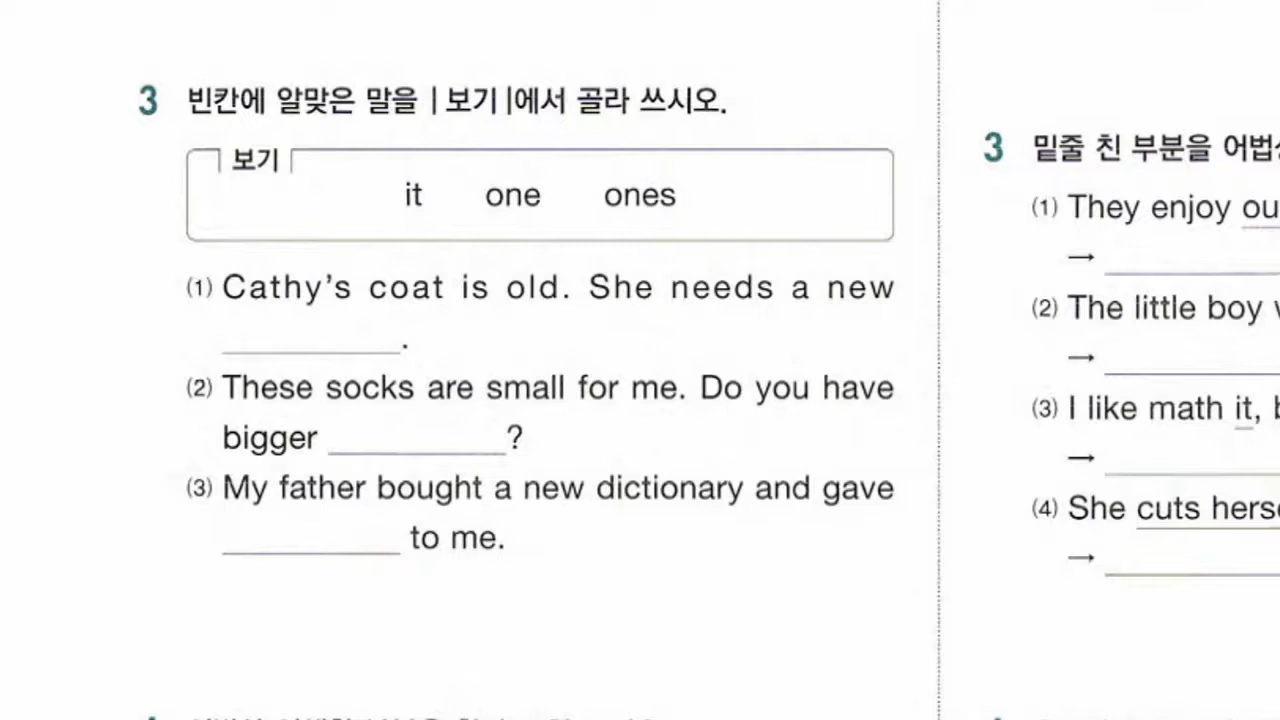 3 빈칸에 알맞은 말을 |보기|에서 골라 쓰시오.
보기
it one ones
(1) Cathy's coat is old. She needs a new
__________.
(2) These socks are small for me. Do you have
bigger __________?
(3) My father bought a new dictionary and gave
__________ to me.
3 밑줄 친 부분을
(1) They enjoy
→
(2) The little boy
→
(3) I like math it,
→
(4) She cuts
→